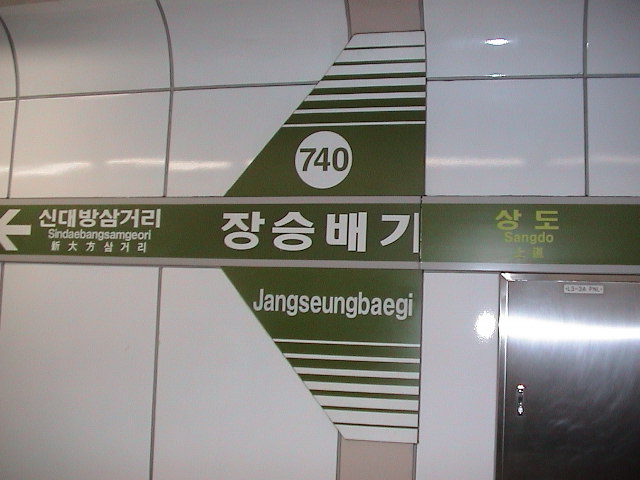 740
신대방삼거리
Sindaebangsamgeori
新大方삼거리
장승배기
Jangseungbaegi
상도
Sangdo
上道